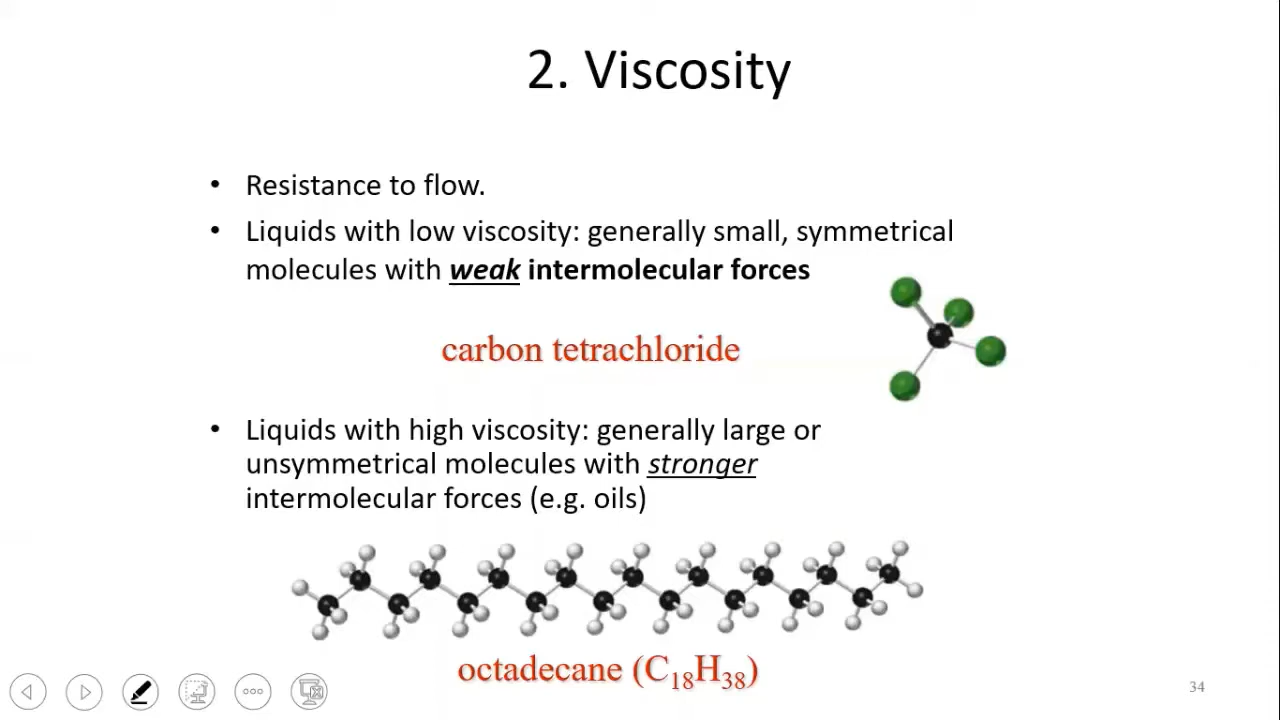 2. Viscosity
• Resistance to flow.
• Liquids with low viscosity: generally small, symmetrical
molecules with weak intermolecular forces
carbon tetrachloride
• Liquids with high viscosity: generally large or
unsymmetrical molecules with stronger
intermolecular forces (e.g. oils)
octadecane (C₁₈H₃₈)
34